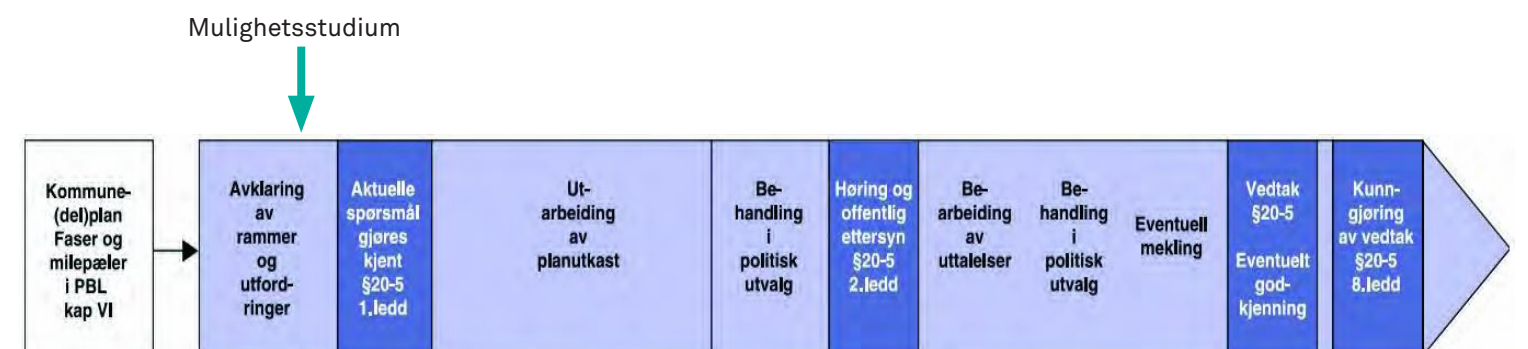 Mulighetsstudium
Kommune-
(del)plan
Faser og
milepæler
i PBL
kap VI
Avklaring
av
rammer
og
utford-
ringer
Aktuelle
spørsmål
gjøres
kjent
§20-5
1.ledd
Ut-
arbeiding
av
planutkast
Be-
handling
i
politisk
utvalg
Høring og
offentlig
ettersyn
§20-5
2.ledd
Be-
arbeiding
av
uttalelser
Be-
handling
i
politisk
utvalg
Eventuell
mekling
Vedtak
§20-5
Eventuelt
god-
kjenning
Kunn-
gjøring
av vedtak
§20-5
8.ledd